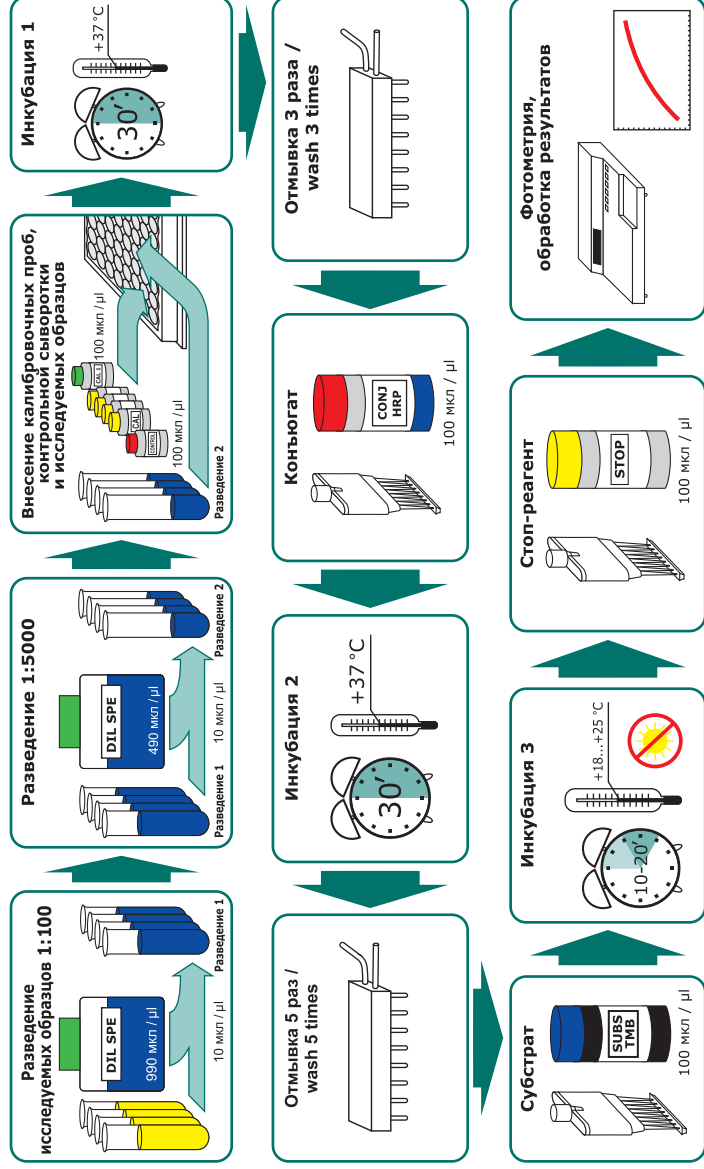 Разведение
исследуемых образцов 1:100
DIL SPE
990 мкл / μl
10 мкл / μl
Разведение 1
Разведение 1:5000
DIL SPE
490 мкл / μl
10 мкл / μl
Разведение 1
Разведение 2
Внесение калибровочных проб,
контрольной сыворотки
и исследуемых образцов
100 мкл / μl
CAL 1
CAL
CONTROL
100 мкл / μl
Разведение 2
Инкубация 1
+37 °C
30′
Отмывка 3 раза /
wash 3 times
Конъюгат
CONJ
HRP
100 мкл / μl
Инкубация 2
+37 °C
30′
Отмывка 5 раз /
wash 5 times
Субстрат
SUBS
TMB
100 мкл / μl
Инкубация 3
+18...+25 °C
10-20′
Стоп-реагент
STOP
100 мкл / μl
Фотометрия,
обработка результатов